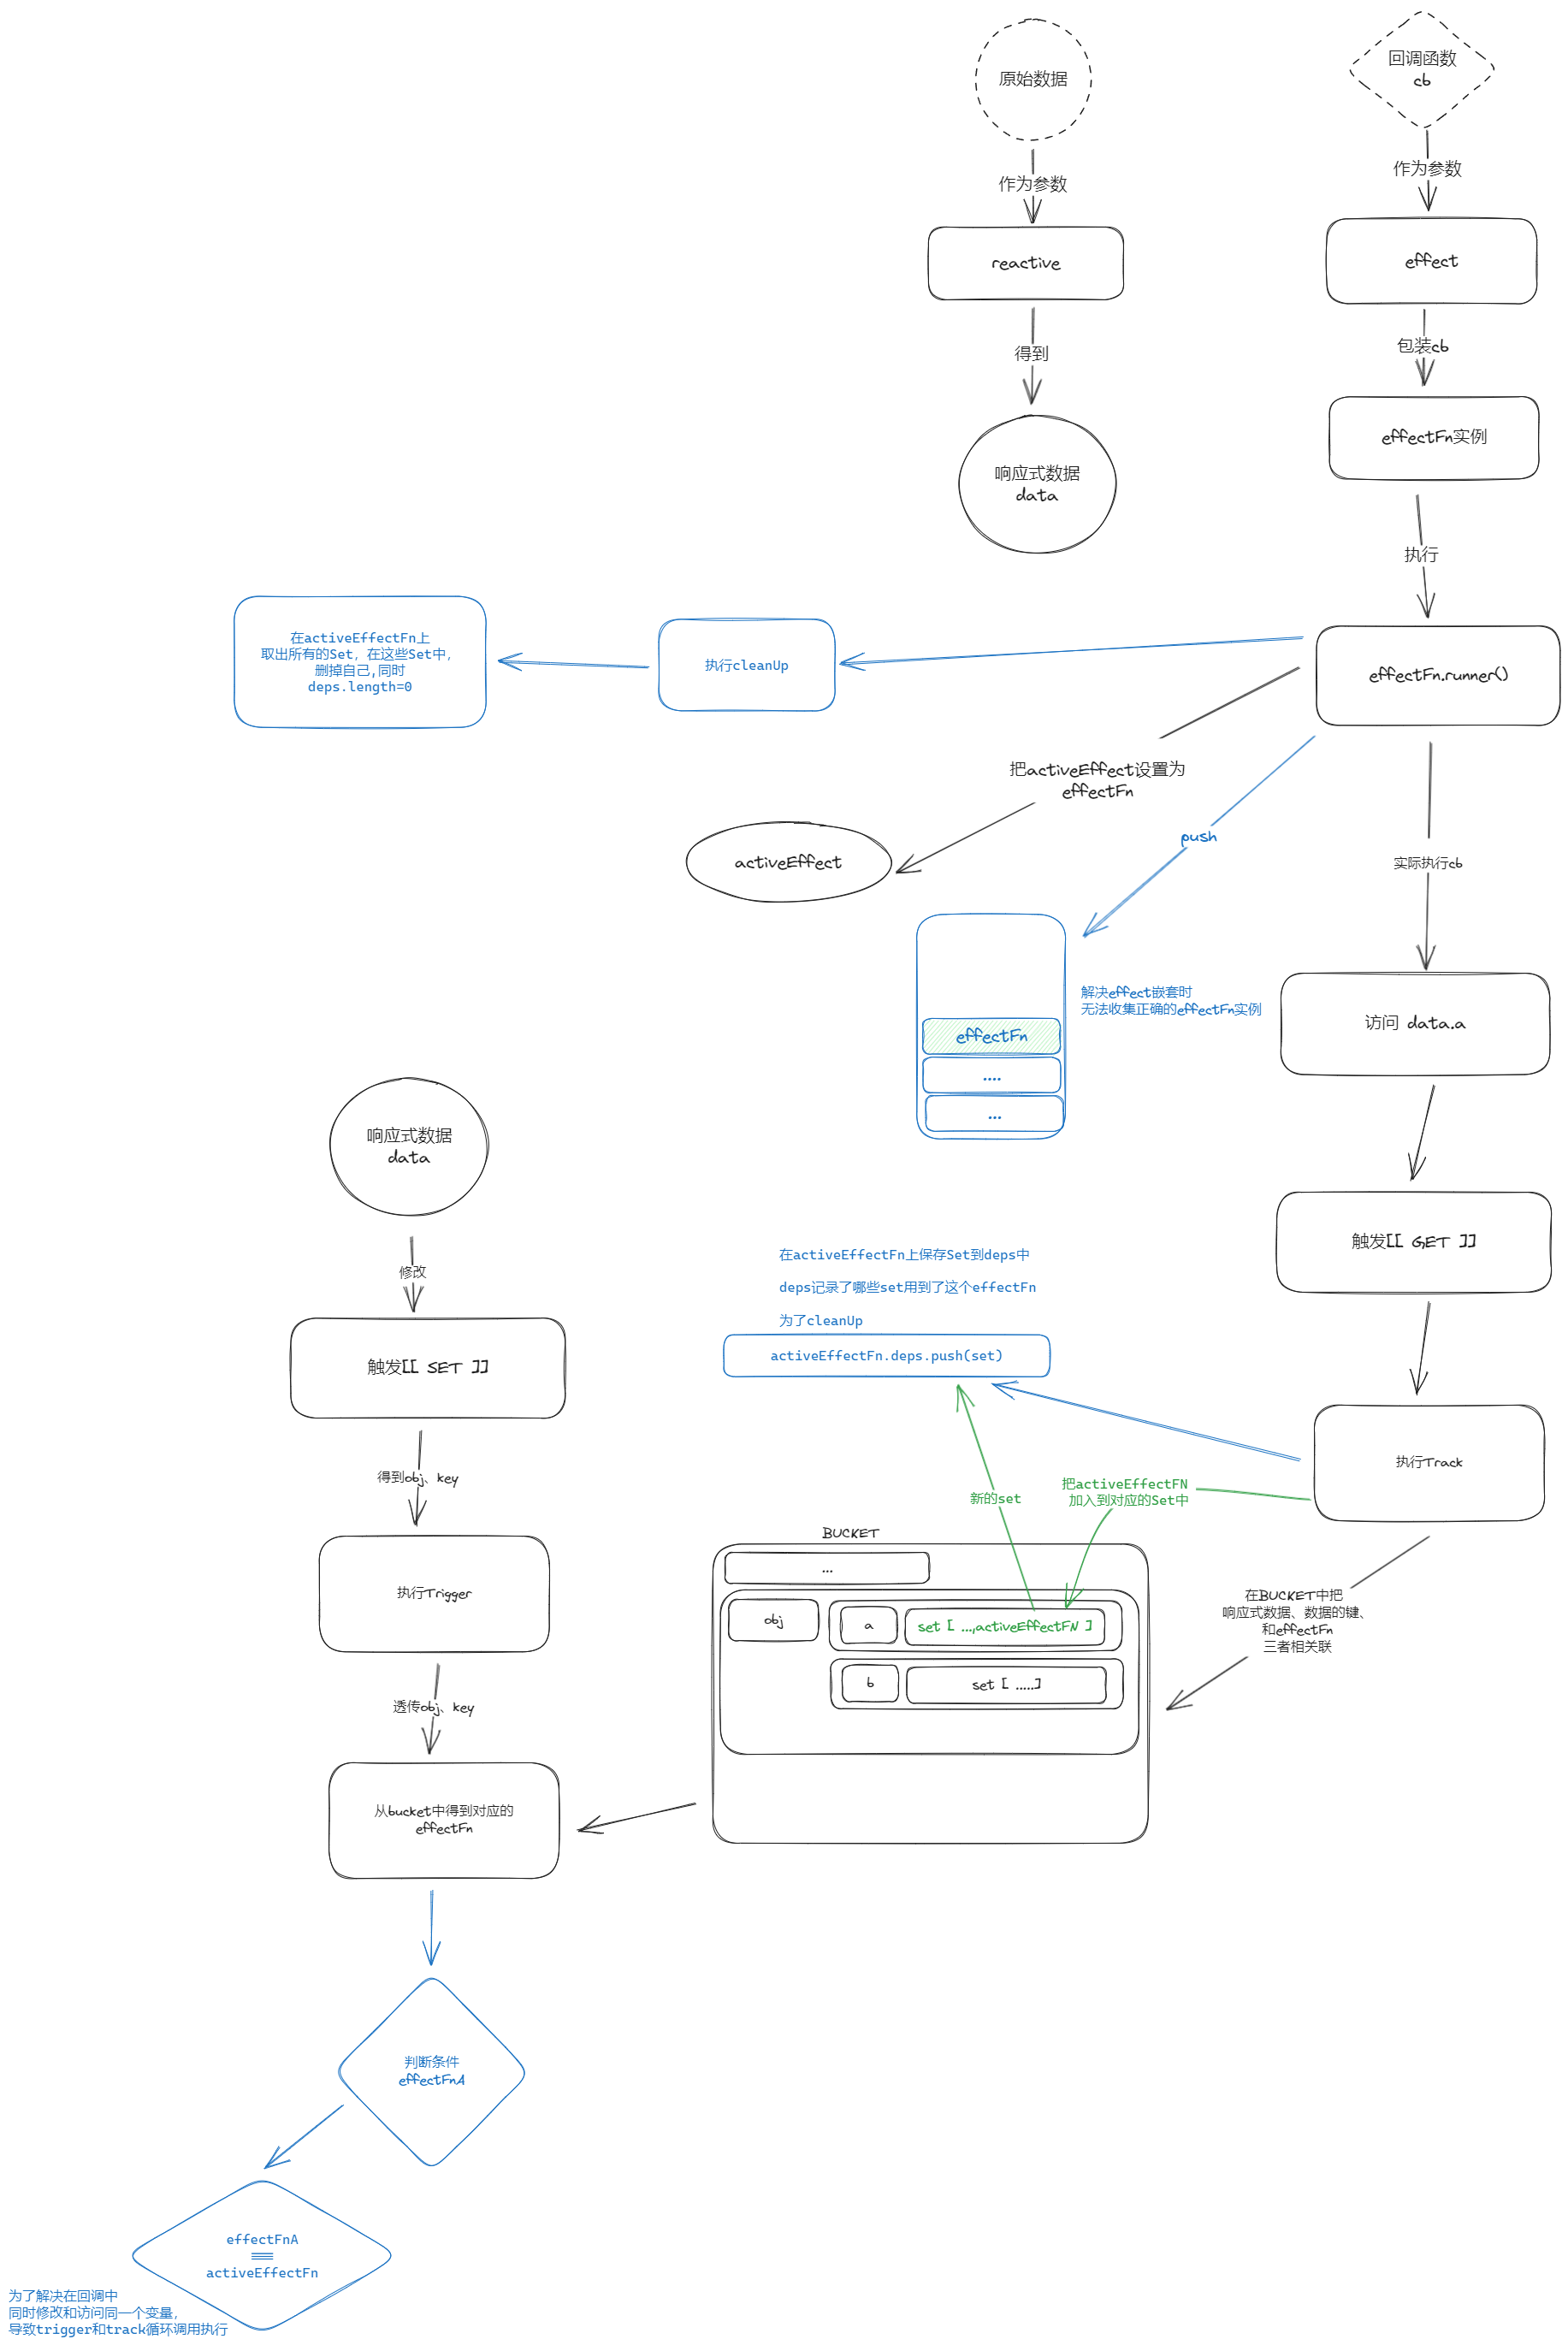 原始数据
回调函数
cb
作为参数
作为参数
reactive
effect
得到
包装cb
响应式数据
data
effectFn实例
执行
effectFn.runner()
执行cleanUp
在activeEffectFn上
取出所有的Set，在这些Set中，
删掉自己,同时
deps.length=0
把activeEffect设置为
effectFn
activeEffect
push
实际执行cb
解决effect嵌套时
无法收集正确的effectFn实例
effectFn
....
...
访问 data.a
响应式数据
data
触发[[ GET ]]
修改
触发[[ SET ]]
在activeEffectFn上保存Set到deps中
deps记录了哪些set用到了这个effectFn
为了cleanUp
activeEffectFn.deps.push(set)
执行Track
得到obj、key
新的set
把activeEffectFN
加入到对应的Set中
执行Trigger
BUCKET
...
obj
a
set [ ...,activeEffectFN ]
b
set [ .....]
在BUCKET中把
响应式数据、数据的键、
和effectFn
三者相关联
透传obj、key
从bucket中得到对应的
effectFn
判断条件
effectFnA
effectFnA
===
activeEffectFn
为了解决在回调中
同时修改和访问同一个变量，
导致trigger和track循环调用执行